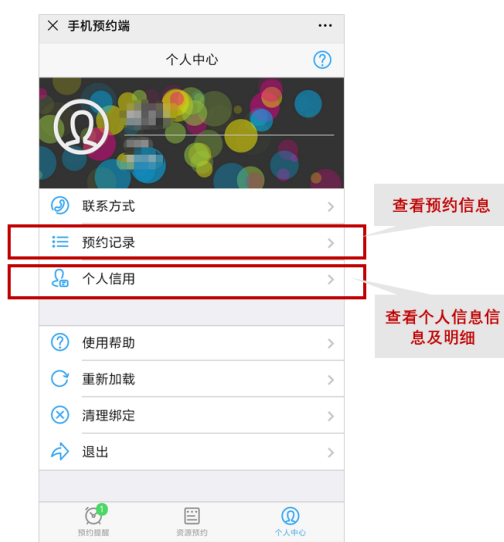 手机预约端
个人中心
联系方式
查看预约信息
预约记录
个人信用
查看个人信息信
息及明细
使用帮助
重新加载
清理绑定
退出
1
预约提醒
资源预约
个人中心